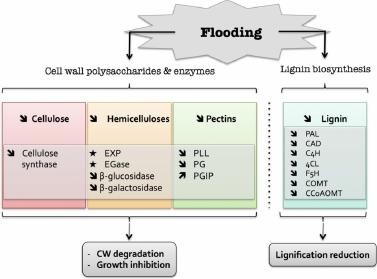 Flooding
Cell wall polysaccharides & enzymes
Lignin biosynthesis
↘ Cellulose
↘ Cellulose
synthase
↘ Hemicelluloses
★ EXP
★ EGase
↘ β-glucosidase
↘ β-galactosidase
↘ Pectins
↘ PLL
↘ PG
↗ PGIP
↘ Lignin
↘ PAL
↘ CAD
↘ C4H
↘ 4CL
↘ F5H
↘ COMT
↘ CCoAOMT
- CW degradation
- Growth inhibition
Lignification reduction